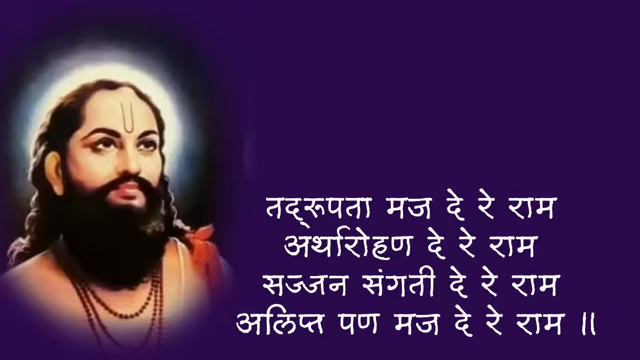 तद्रूपता मज दे रे राम
अर्थारोहण दे रे राम
सज्जन संगती दे रे राम
अलिप्त पण मज दे रे राम ॥